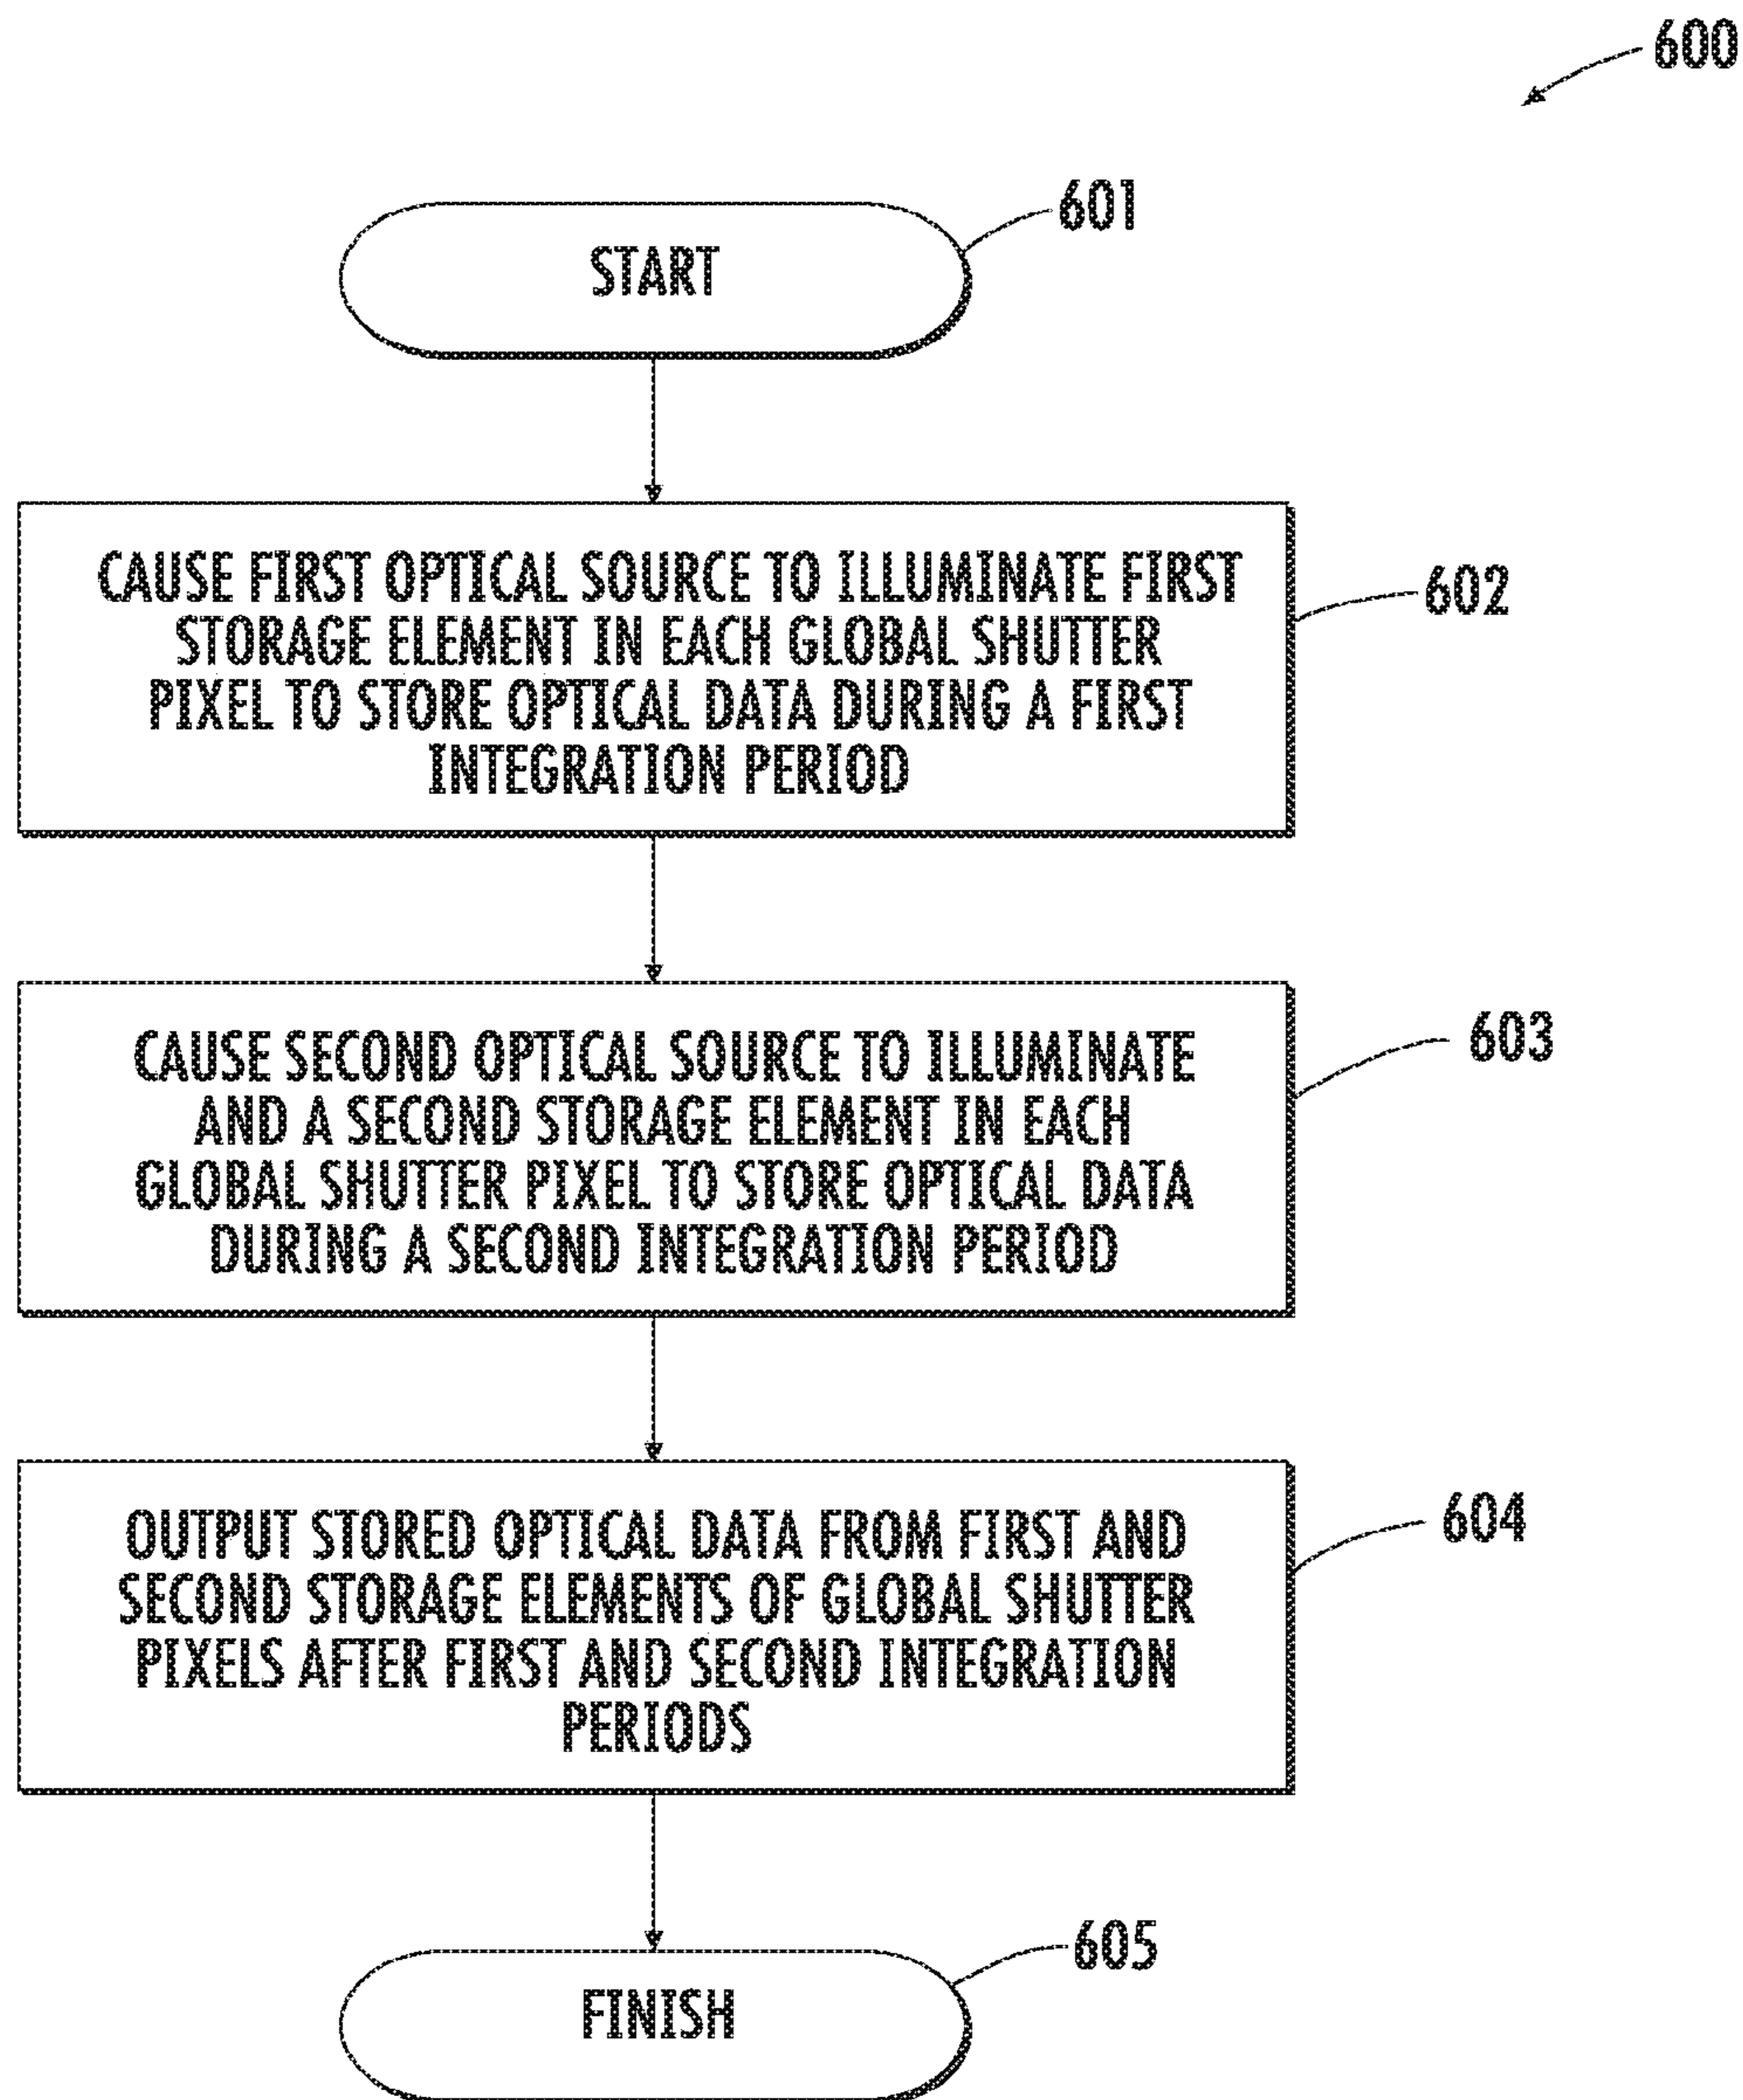 600
601
START
CAUSE FIRST OPTICAL SOURCE TO ILLUMINATE FIRST
STORAGE ELEMENT IN EACH GLOBAL SHUTTER
PIXEL TO STORE OPTICAL DATA DURING A FIRST
INTEGRATION PERIOD
602
CAUSE SECOND OPTICAL SOURCE TO ILLUMINATE
AND A SECOND STORAGE ELEMENT IN EACH
GLOBAL SHUTTER PIXEL TO STORE OPTICAL DATA
DURING A SECOND INTEGRATION PERIOD
603
OUTPUT STORED OPTICAL DATA FROM FIRST AND
SECOND STORAGE ELEMENTS OF GLOBAL SHUTTER
PIXELS AFTER FIRST AND SECOND INTEGRATION
PERIODS
604
605
FINISH